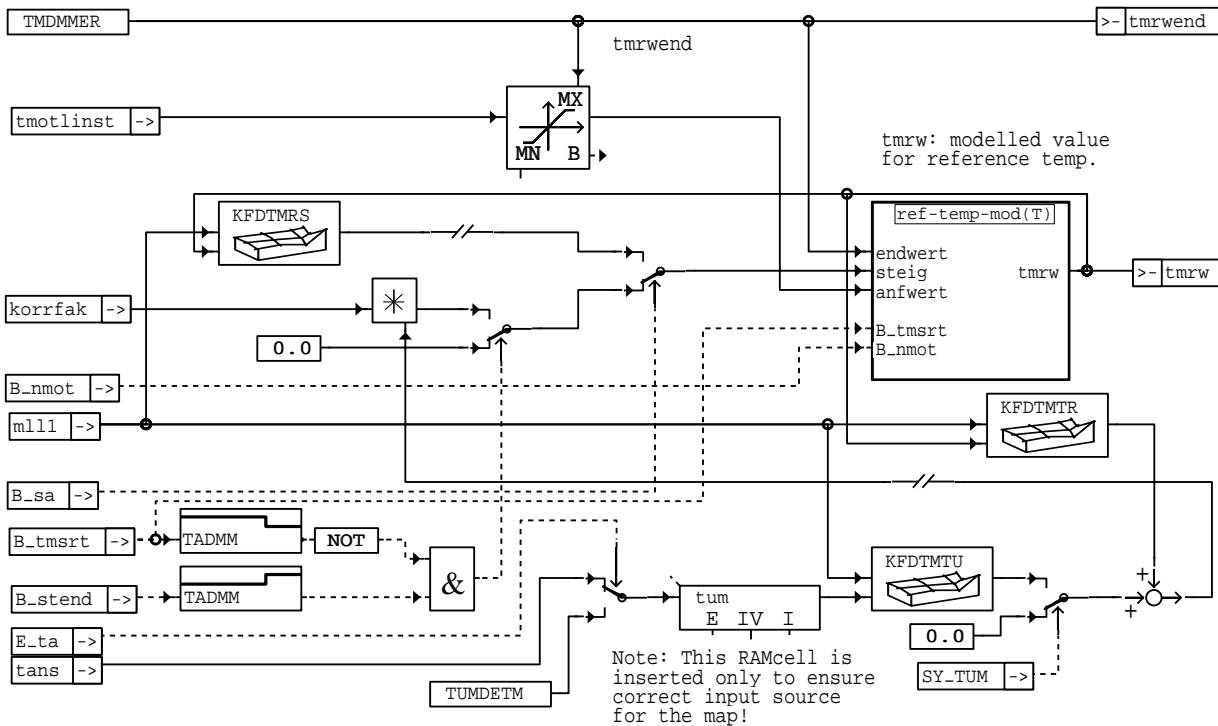 TMDMMER
>- tmrwend
tmrwend
tmotlinst ->
MX
MN B
tmrw: modelled value
for reference temp.
KFDTMRS
ref-temp-mod(T)
endwert
steig
anfwert
tmrw
>- tmrw
B_tmsrt
B_nmot
korrfak ->
*
0.0
B_nmot ->
mll1 ->
KFDTMTR
B_sa ->
B_tmsrt ->
TADMM
NOT
&
B_stend ->
TADMM
KFDTMTU
tum
E IV I
+
+
E_ta ->
0.0
tans ->
SY_TUM ->
TUMDETM
Note: This RAMcell is
inserted only to ensure
correct input source
for the map!